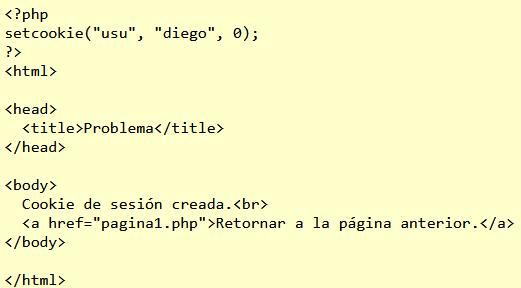 <?php
setcookie("usu", "diego", 0);
?>
<html>
<head>
<title>Problema</title>
</head>
<body>
Cookie de sesión creada.<br>
<a href="pagina1.php">Retornar a la página anterior.</a>
</body>
</html>